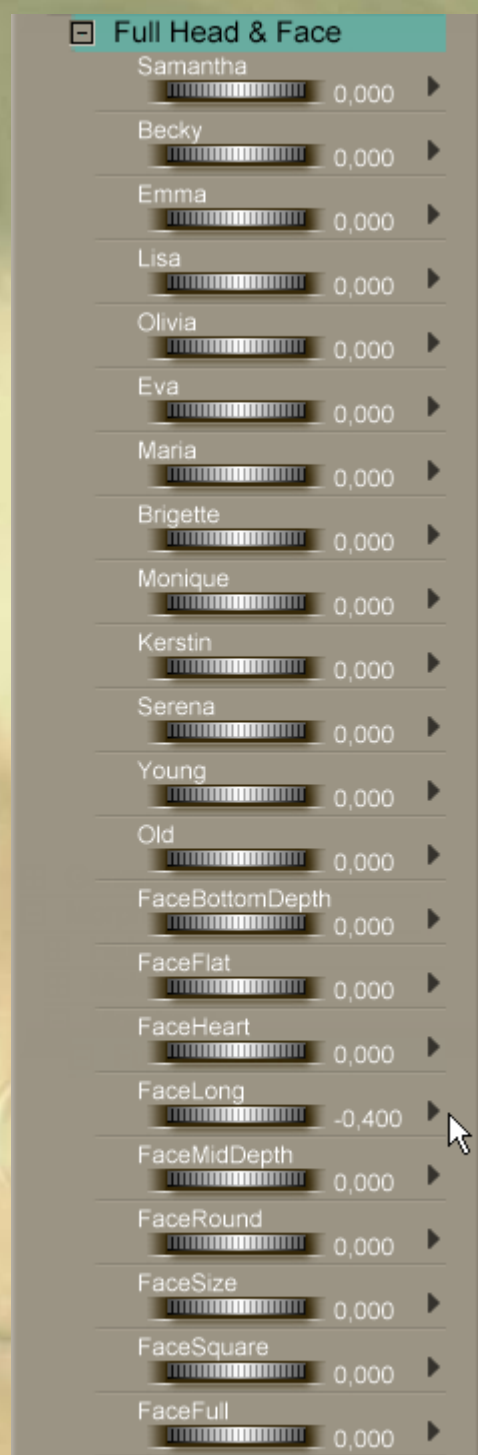 Full Head & Face
Samantha
0,000
Becky
0,000
Emma
0,000
Lisa
0,000
Olivia
0,000
Eva
0,000
Maria
0,000
Brigette
0,000
Monique
0,000
Kerstin
0,000
Serena
0,000
Young
0,000
Old
0,000
FaceBottomDepth
0,000
FaceFlat
0,000
FaceHeart
0,000
FaceLong
-0,400
FaceMidDepth
0,000
FaceRound
0,000
FaceSize
0,000
FaceSquare
0,000
FaceFull
0,000